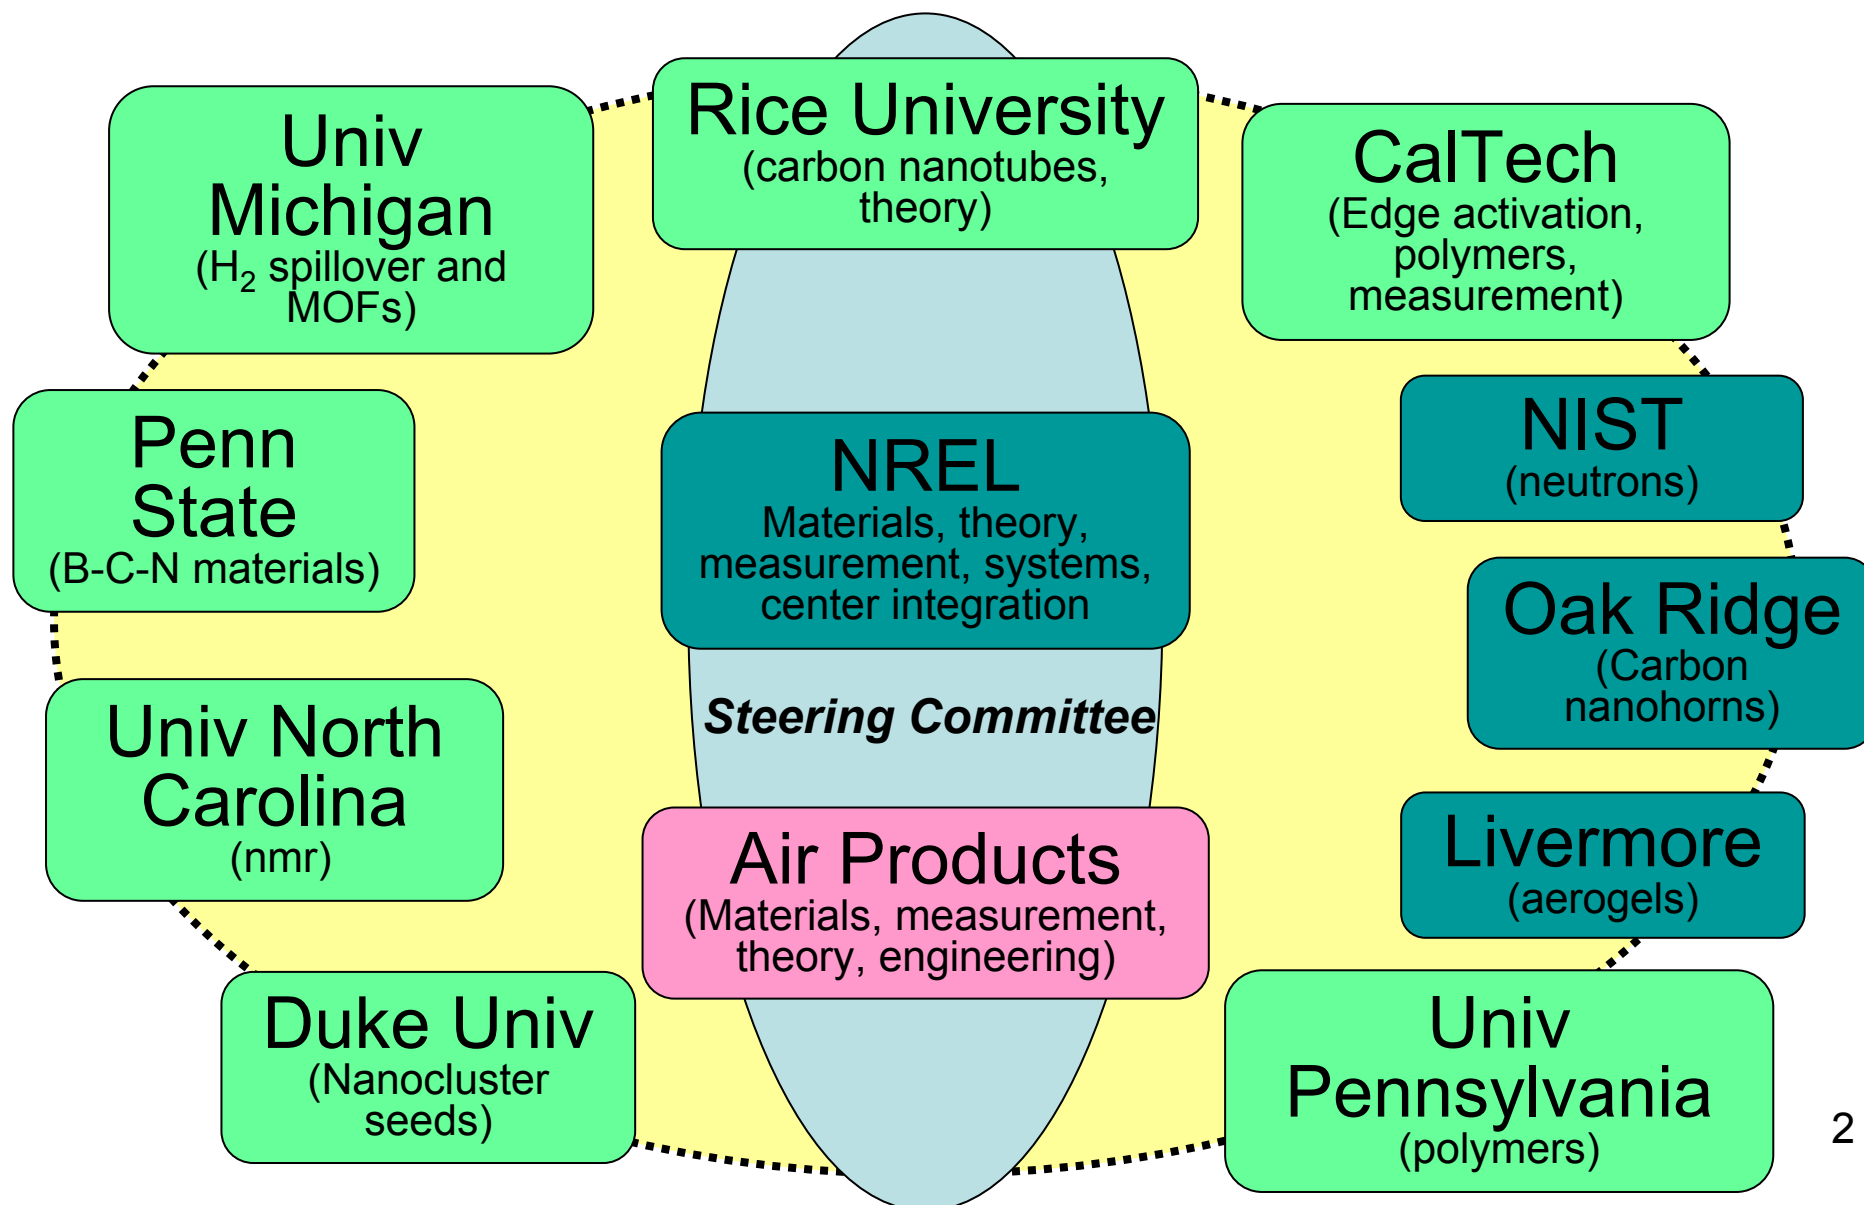 Univ
Michigan
(H₂ spillover and
MOFs)
Rice University
(carbon nanotubes,
theory)
CalTech
(Edge activation,
polymers,
measurement)
Penn
State
(B-C-N materials)
NREL
Materials, theory,
measurement, systems,
center integration
NIST
(neutrons)
Oak Ridge
(Carbon
nanohorns)
Univ North
Carolina
(nmr)
Steering Committee
Livermore
(aerogels)
Air Products
(Materials, measurement,
theory, engineering)
Duke Univ
(Nanocluster
seeds)
Univ
Pennsylvania
(polymers)
2